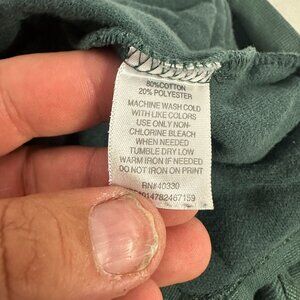 80%COTTON
20% POLYESTER
MACHINE WASH COLD
WITH LIKE COLORS
USE ONLY NON-
CHLORINE BLEACH
WHEN NEEDED
TUMBLE DRY LOW
WARM IRON IF NEEDED
DO NOT IRON ON PRINT
RN#40330